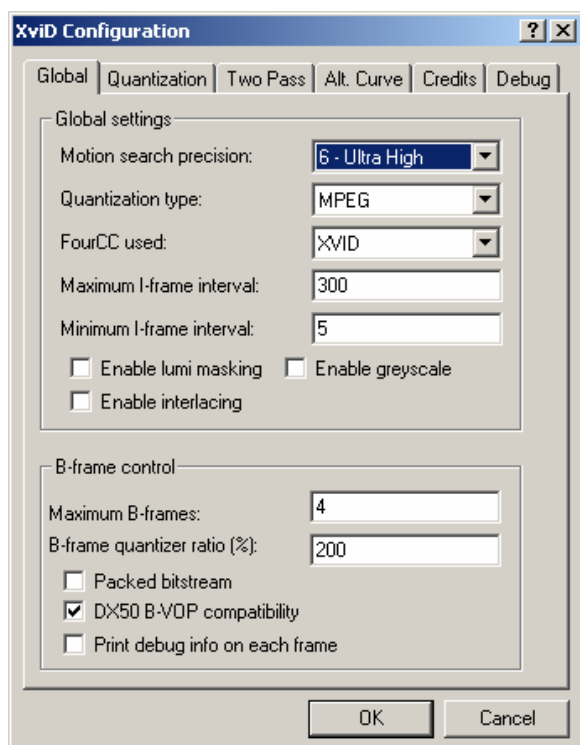 XviD Configuration
Global Quantization Two Pass Alt. Curve Credits Debug
Global settings
Motion search precision: 6 - Ultra High
Quantization type: MPEG
FourCC used: XVID
Maximum I-frame interval: 300
Minimum I-frame interval: 5
Enable lumi masking Enable greyscale
Enable interlacing
B-frame control
Maximum B-frames: 4
B-frame quantizer ratio (%): 200
Packed bitstream
DX50 B-VOP compatibility
Print debug info on each frame
OK Cancel